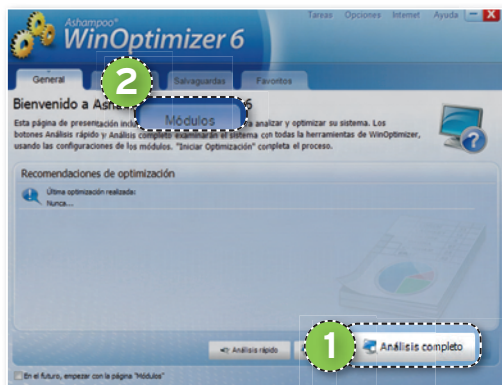 Ashampoo®
WinOptimizer 6
Tareas Opciones Internet Ayuda
General
2
Salvaguardas
Favoritos
Módulos
Bienvenido a Ash 6
Esta página de presentación analizar y optimizar su sistema. Los
botones Análisis rápido y Análisis completo examinarán el sistema con todas la herramientas de WinOptimizer,
usando las configuraciones de los módulos. "Iniciar Optimización" completa el proceso.
Recomendaciones de optimización
Última optimización realizada:
Nunca...
Análisis rápido
1
Análisis completo
En el futuro, empezar con la página "Módulos"